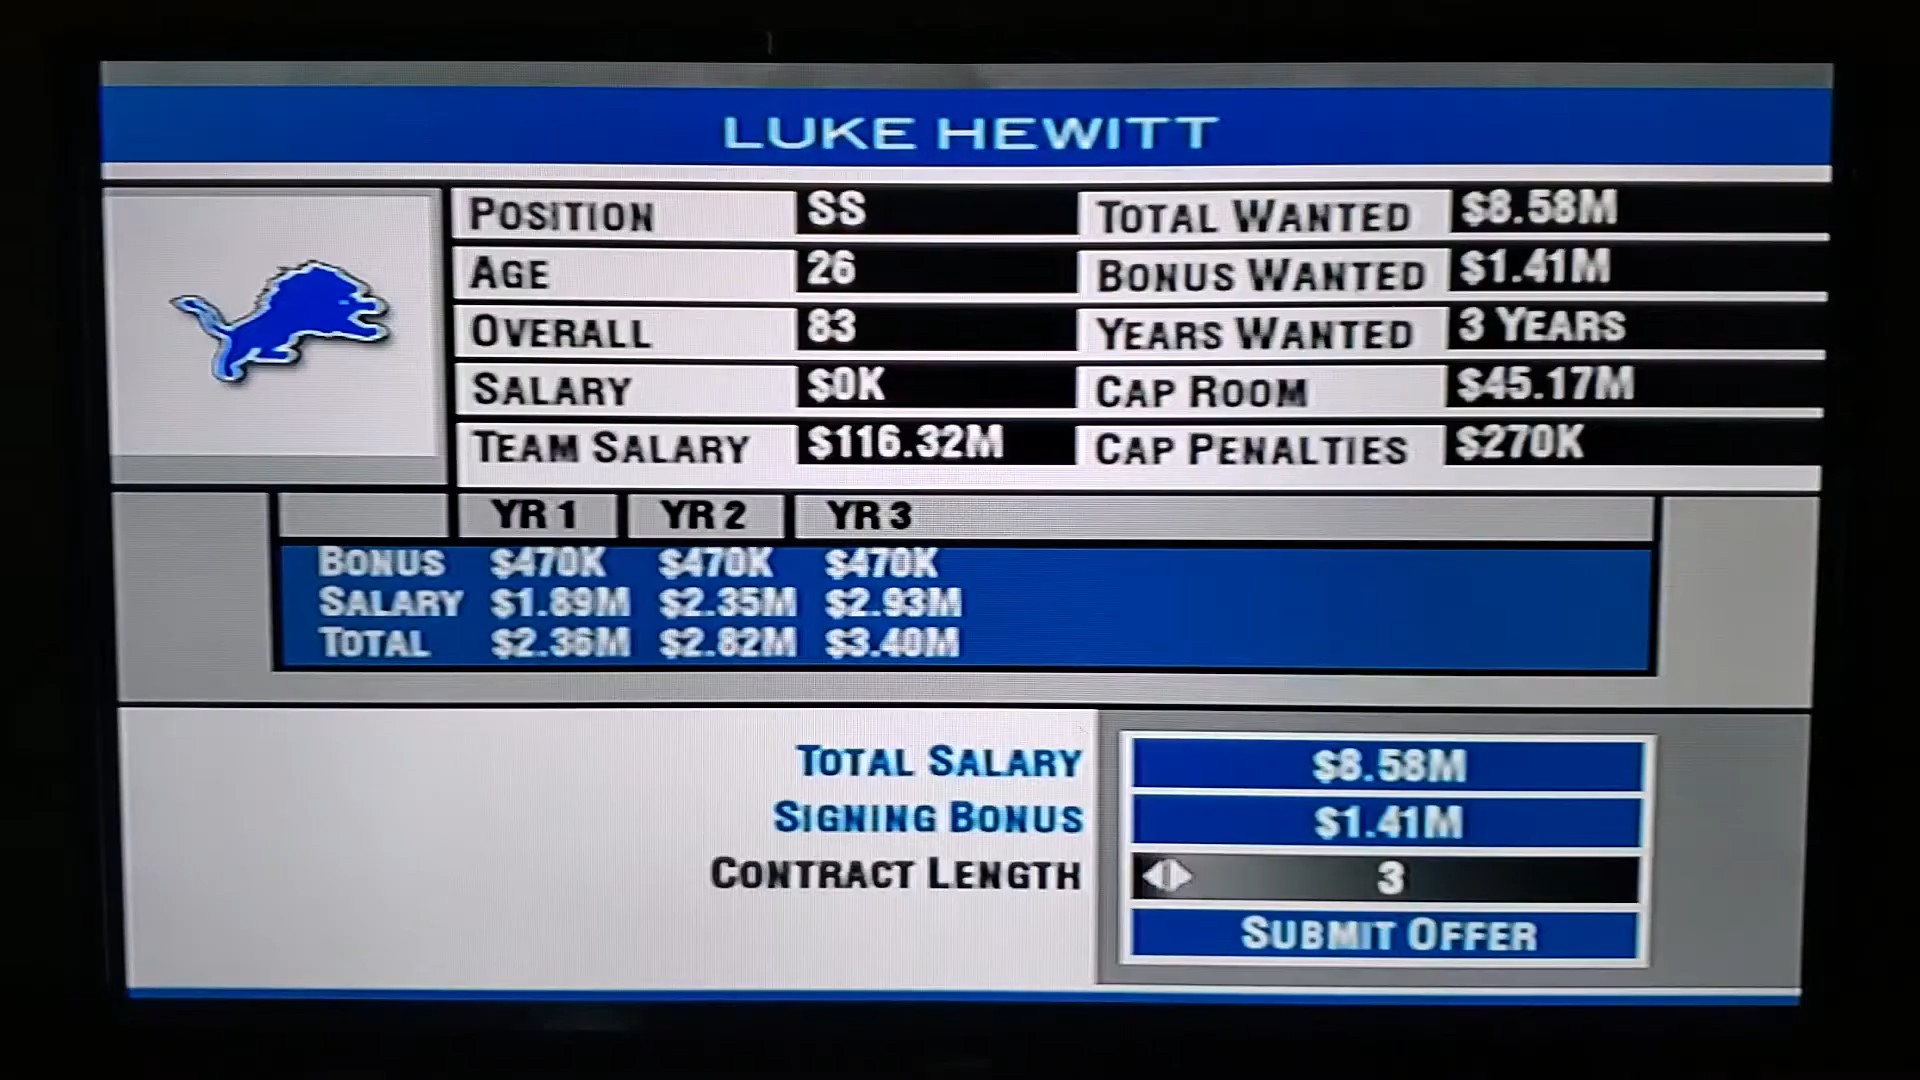 LUKE HEWITT
POSITION SS TOTAL WANTED $8.58M
AGE 26 BONUS WANTED $1.41M
OVERALL 83 YEARS WANTED 3 YEARS
SALARY $0K CAP ROOM $45.17M
TEAM SALARY $116.32M CAP PENALTIES $270K
YR 1 YR 2 YR 3
BONUS $470K $470K $470K
SALARY $1.89M $2.35M $2.93M
TOTAL $2.36M $2.82M $3.40M
TOTAL SALARY $8.58M
SIGNING BONUS $1.41M
CONTRACT LENGTH 3
SUBMIT OFFER